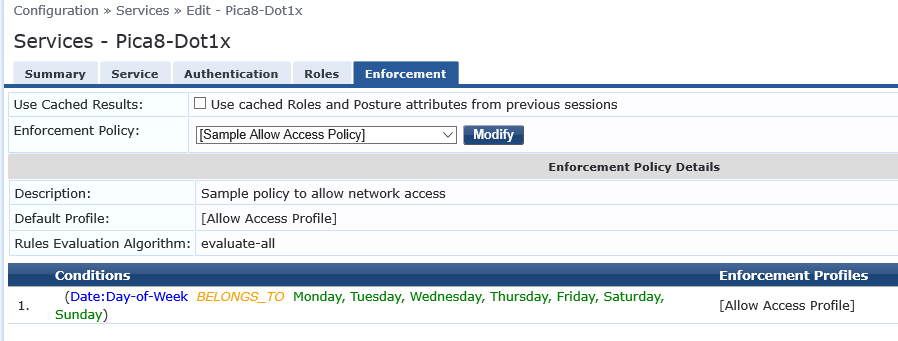 Configuration » Services » Edit - Pica8-Dot1x
Services - Pica8-Dot1x
Summary Service Authentication Roles Enforcement
Use Cached Results: Use cached Roles and Posture attributes from previous sessions
Enforcement Policy: [Sample Allow Access Policy] Modify
Enforcement Policy Details
Description: Sample policy to allow network access
Default Profile: [Allow Access Profile]
Rules Evaluation Algorithm: evaluate-all
Conditions Enforcement Profiles
1. (Date:Day-of-Week BELONGS_TO Monday, Tuesday, Wednesday, Thursday, Friday, Saturday, [Allow Access Profile]
Sunday)